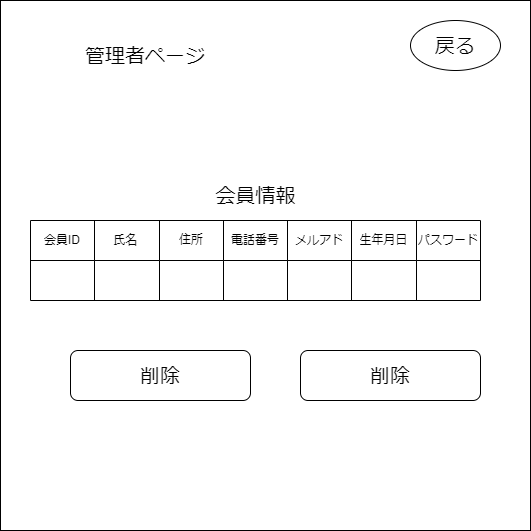 管理者ページ
戻る
会員情報
会員ID 氏名 住所 電話番号 メルアド 生年月日 パスワード
削除 削除